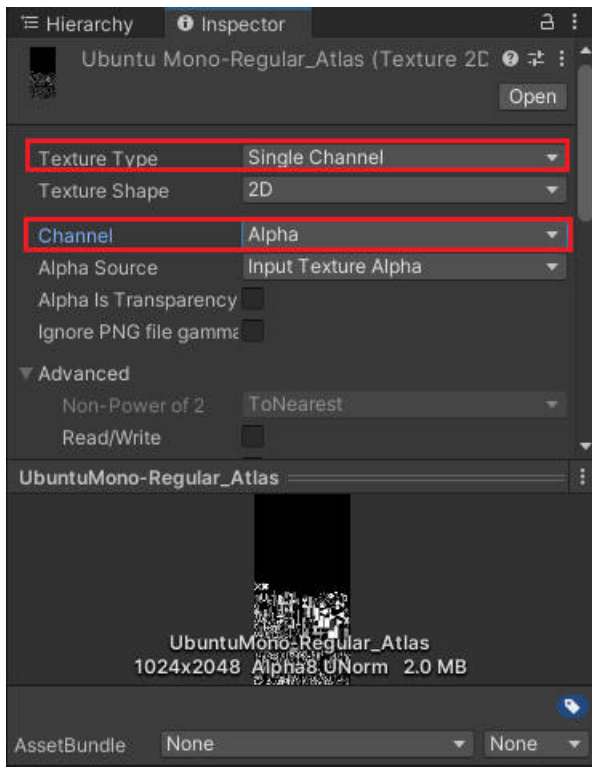 Hierarchy Inspector
Ubuntu Mono-Regular_Atlas (Texture 2D
Open
Texture Type Single Channel
Texture Shape 2D
Channel Alpha
Alpha Source Input Texture Alpha
Alpha Is Transparency
Ignore PNG file gamma
Advanced
Non-Power of 2 ToNearest
Read/Write
UbuntuMono-Regular_Atlas
UbuntuMono-Regular_Atlas
1024x2048 Alpha8 UNorm 2.0 MB
AssetBundle None None